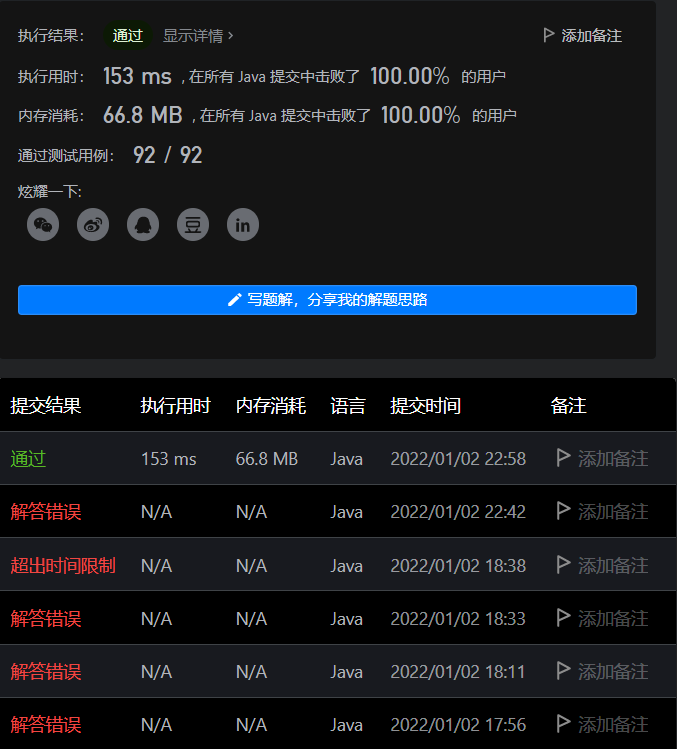 执行结果： 通过 显示详情 › 添加备注
执行用时： 153 ms , 在所有 Java 提交中击败了 100.00% 的用户
内存消耗： 66.8 MB , 在所有 Java 提交中击败了 100.00% 的用户
通过测试用例： 92 / 92
炫耀一下:
豆 in
写题解，分享我的解题思路
提交结果 执行用时 内存消耗 语言 提交时间 备注
通过 153 ms 66.8 MB Java 2022/01/02 22:58 添加备注
解答错误 N/A N/A Java 2022/01/02 22:42 添加备注
超出时间限制 N/A N/A Java 2022/01/02 18:38 添加备注
解答错误 N/A N/A Java 2022/01/02 18:33 添加备注
解答错误 N/A N/A Java 2022/01/02 18:11 添加备注
解答错误 N/A N/A Java 2022/01/02 17:56 添加备注